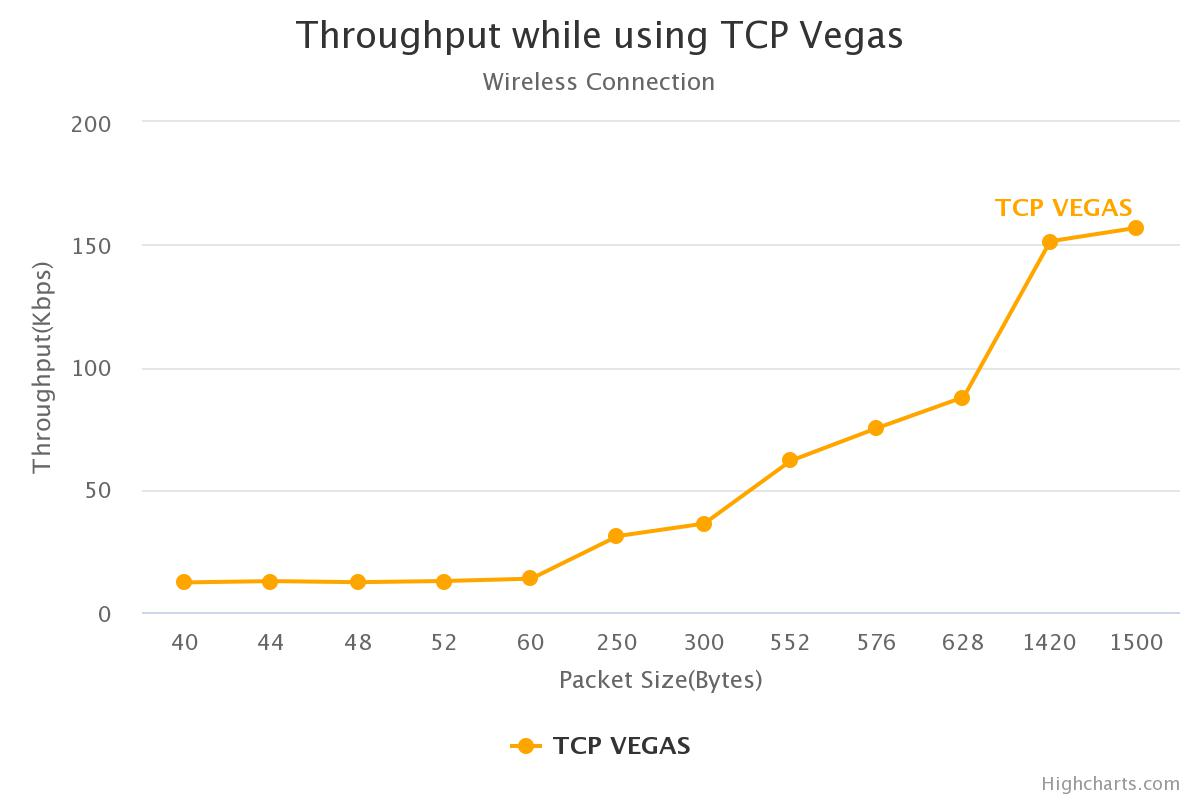 Throughput while using TCP Vegas
Wireless Connection
Throughput(Kbps)
200
150
100
50
0
TCP VEGAS
40 44 48 52 60 250 300 552 576 628 1420 1500
Packet Size(Bytes)
TCP VEGAS
Highcharts.com